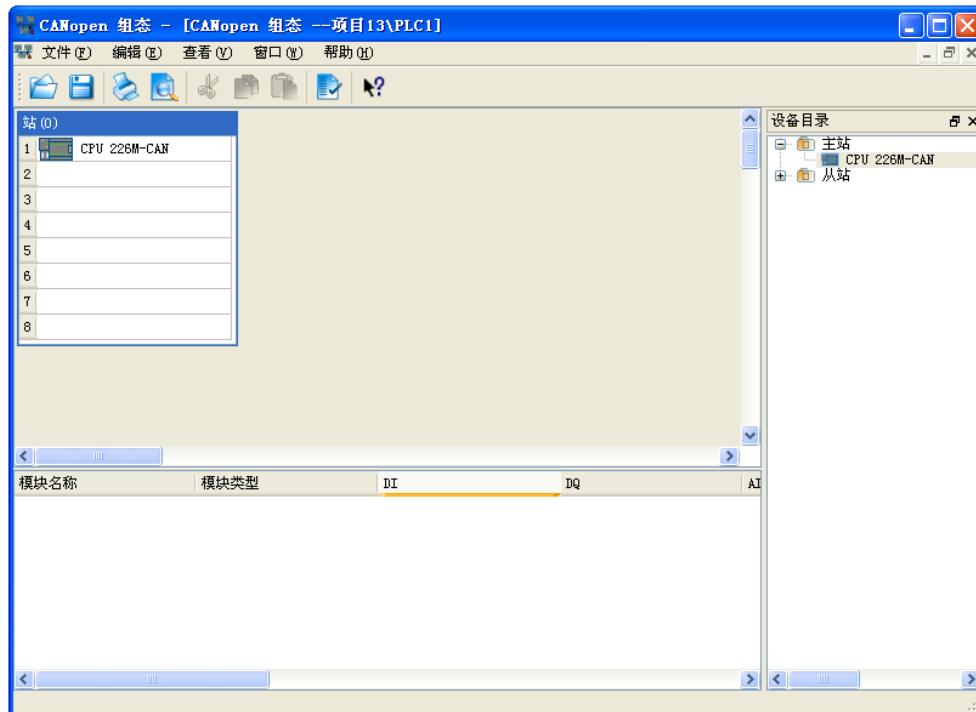 CANopen 组态 - [CANopen 组态 --项目13\PLC1]
文件(F) 编辑(E) 查看(V) 窗口(W) 帮助(H)
站(0)
1 CPU 226M-CAN
2
3
4
5
6
7
8
设备目录
主站
CPU 226M-CAN
从站
模块名称 模块类型 DI DQ AI